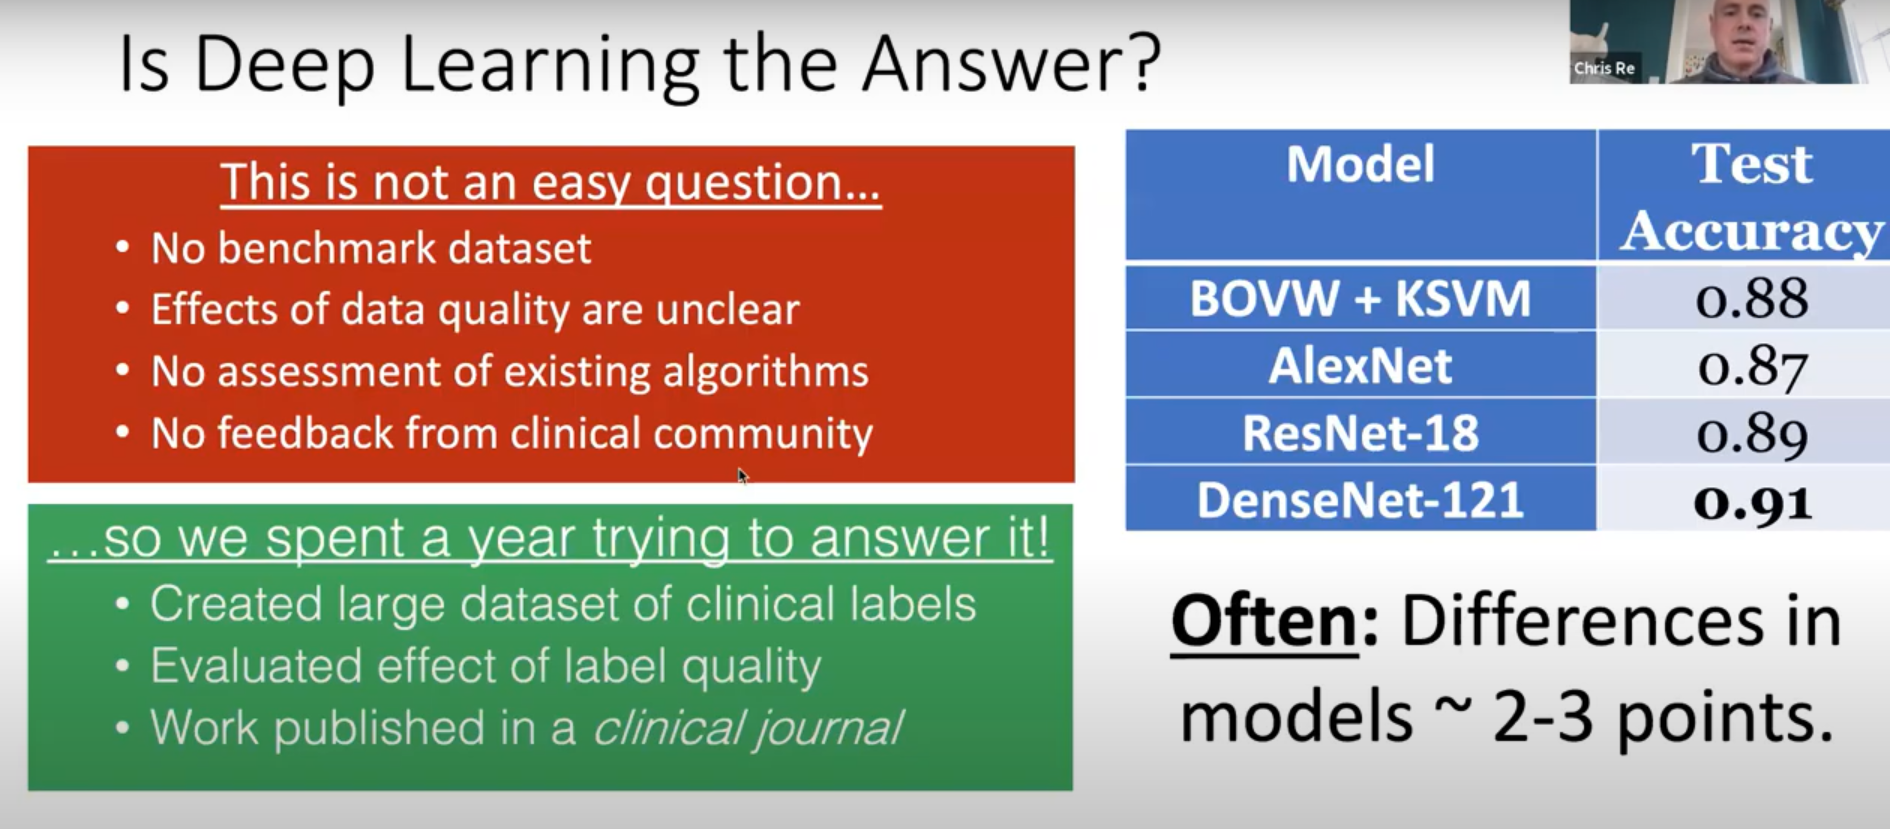 Is Deep Learning the Answer?
Chris Re
This is not an easy question...
• No benchmark dataset
• Effects of data quality are unclear
• No assessment of existing algorithms
• No feedback from clinical community
...so we spent a year trying to answer it!
• Created large dataset of clinical labels
• Evaluated effect of label quality
• Work published in a clinical journal
Model Test
Accuracy
BOVW + KSVM 0.88
AlexNet 0.87
ResNet-18 0.89
DenseNet-121 0.91
Often: Differences in
models ~ 2-3 points.